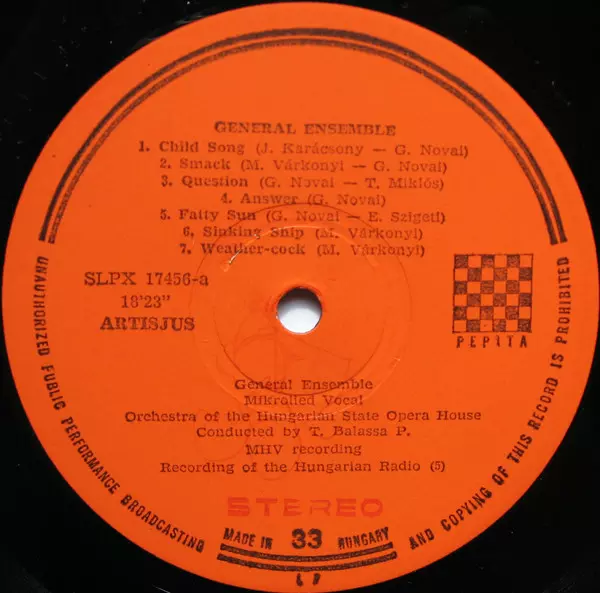 GENERAL ENSEMBLE
1. Child Song (J. Karácsony — G. Novai)
2. Smack (M. Várkonyi — G. Novai)
3. Question (G. Novai — T. Miklós)
4. Answer (G. Novai)
5. Fatty Sun (G. Novai — E. Szigeti)
6. Sinking Ship (M. Várkonyi)
7. Weather-cock (M. Várkonyi)
SLPX 17456-a
18'23"
ARTISJUS
PEPITA
General Ensemble
Mikrolied Vocal
Orchestra of the Hungarian State Opera House
Conducted by T. Balassa P.
MHV recording
Recording of the Hungarian Radio (5)
STEREO
UNAUTHORIZED PUBLIC PERFORMANCE BROADCASTING
AND COPYING OF THIS RECORD IS PROHIBITED
MADE IN 33 HUNGARY
LP